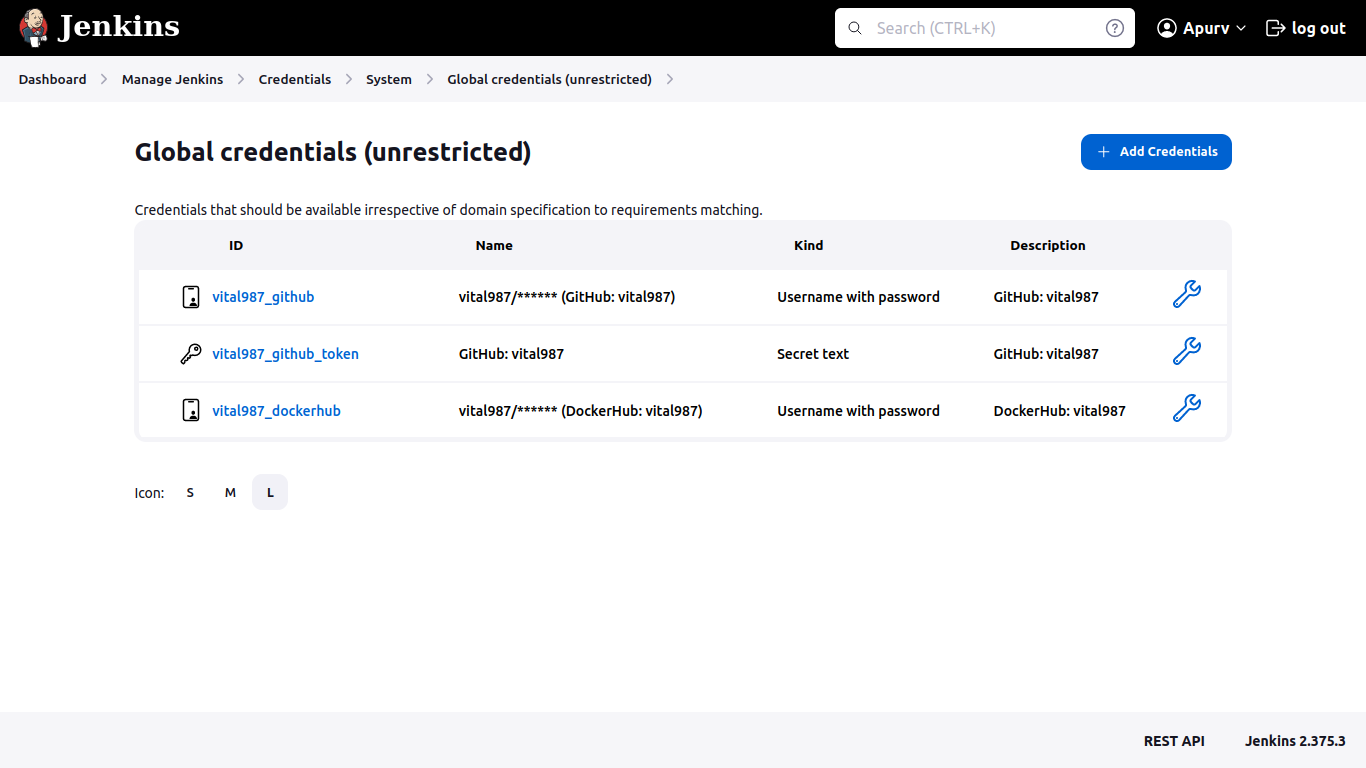 Jenkins
Search (CTRL+K) ?
Apurv
log out
Dashboard > Manage Jenkins > Credentials > System > Global credentials (unrestricted) >
Global credentials (unrestricted)
+ Add Credentials
Credentials that should be available irrespective of domain specification to requirements matching.
ID Name Kind Description
vital987_github vital987/****** (GitHub: vital987) Username with password GitHub: vital987
vital987_github_token GitHub: vital987 Secret text GitHub: vital987
vital987_dockerhub vital987/****** (DockerHub: vital987) Username with password DockerHub: vital987
Icon: S M L
REST API Jenkins 2.375.3